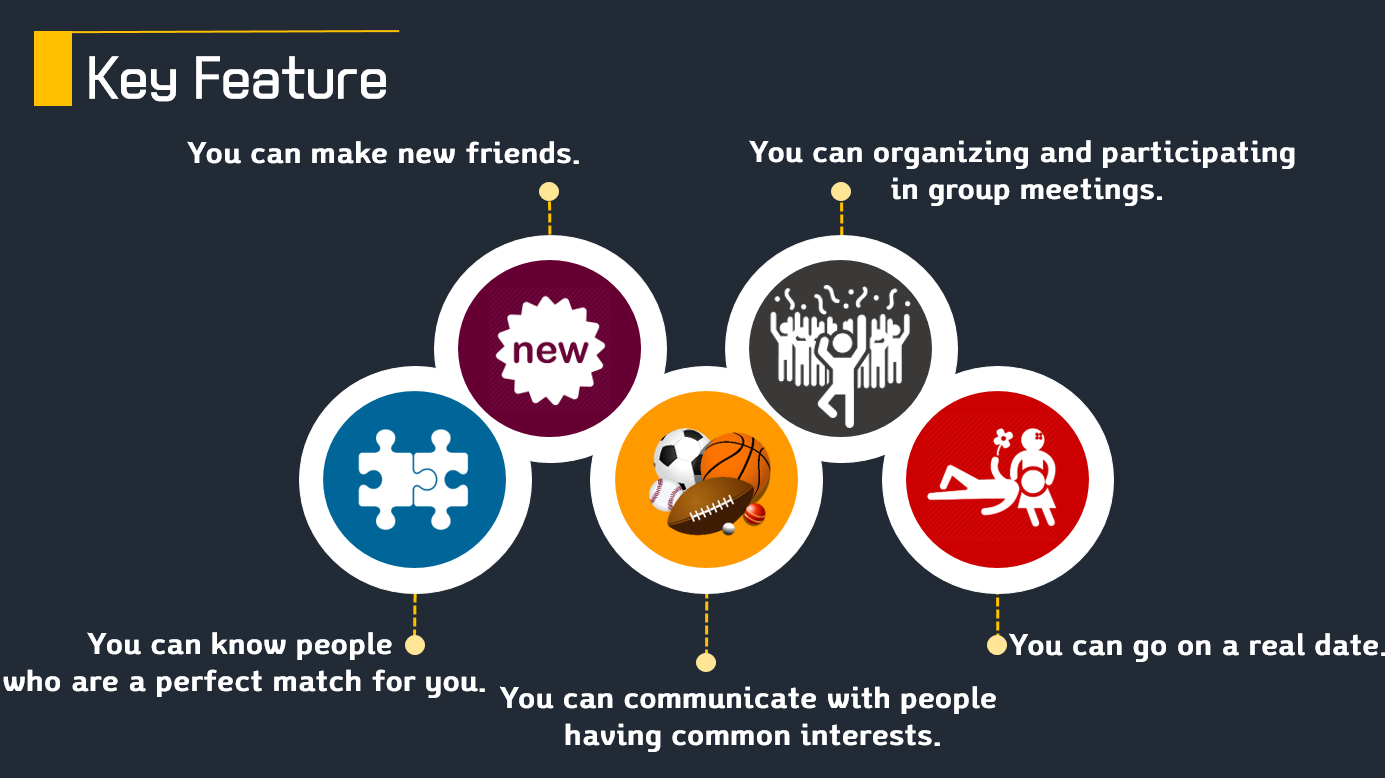 Key Feature
You can make new friends.
You can organizing and participating
in group meetings.
new
You can know people
who are a perfect match for you.
You can communicate with people
having common interests.
You can go on a real date.